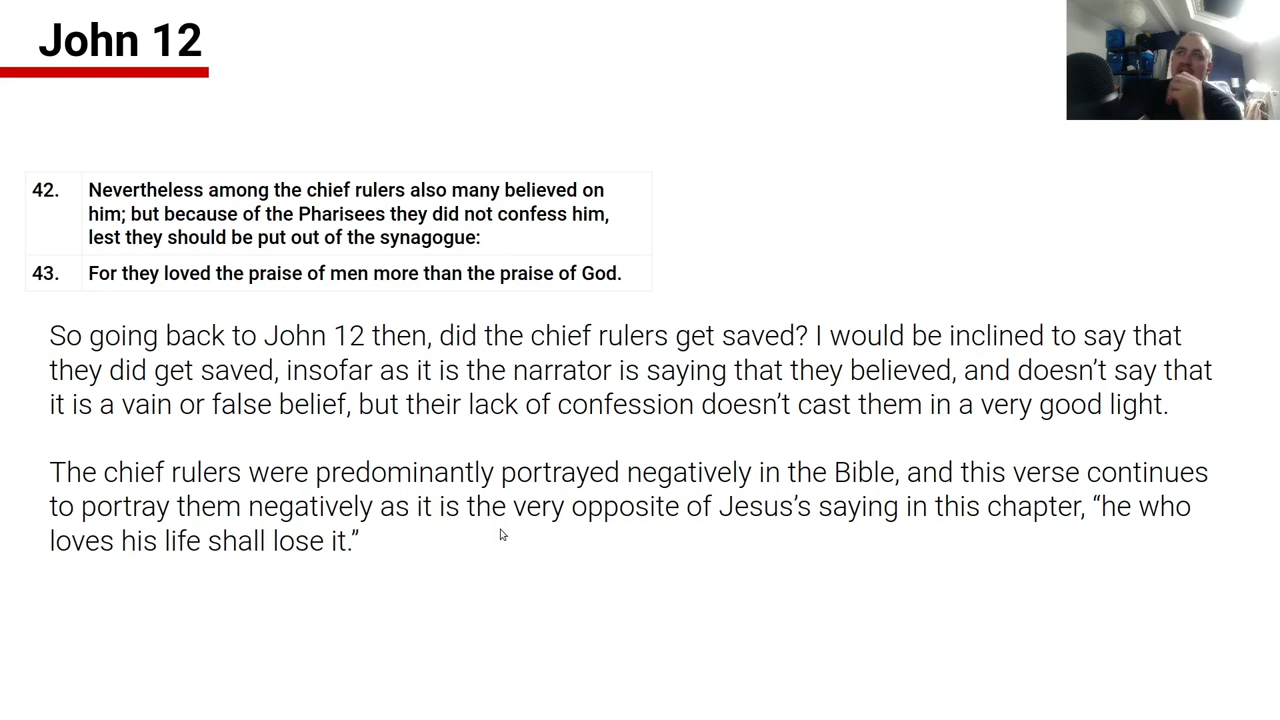 John 12
42. Nevertheless among the chief rulers also many believed on
him; but because of the Pharisees they did not confess him,
lest they should be put out of the synagogue:
43. For they loved the praise of men more than the praise of God.
So going back to John 12 then, did the chief rulers get saved? I would be inclined to say that
they did get saved, insofar as it is the narrator is saying that they believed, and doesn’t say that
it is a vain or false belief, but their lack of confession doesn’t cast them in a very good light.
The chief rulers were predominantly portrayed negatively in the Bible, and this verse continues
to portray them negatively as it is the very opposite of Jesus’s saying in this chapter, “he who
loves his life shall lose it.”